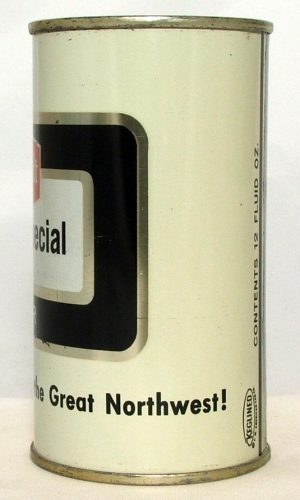 ecial
he Great Northwest!
CONTENTS 12 FLUID OZ.
KEGLINED